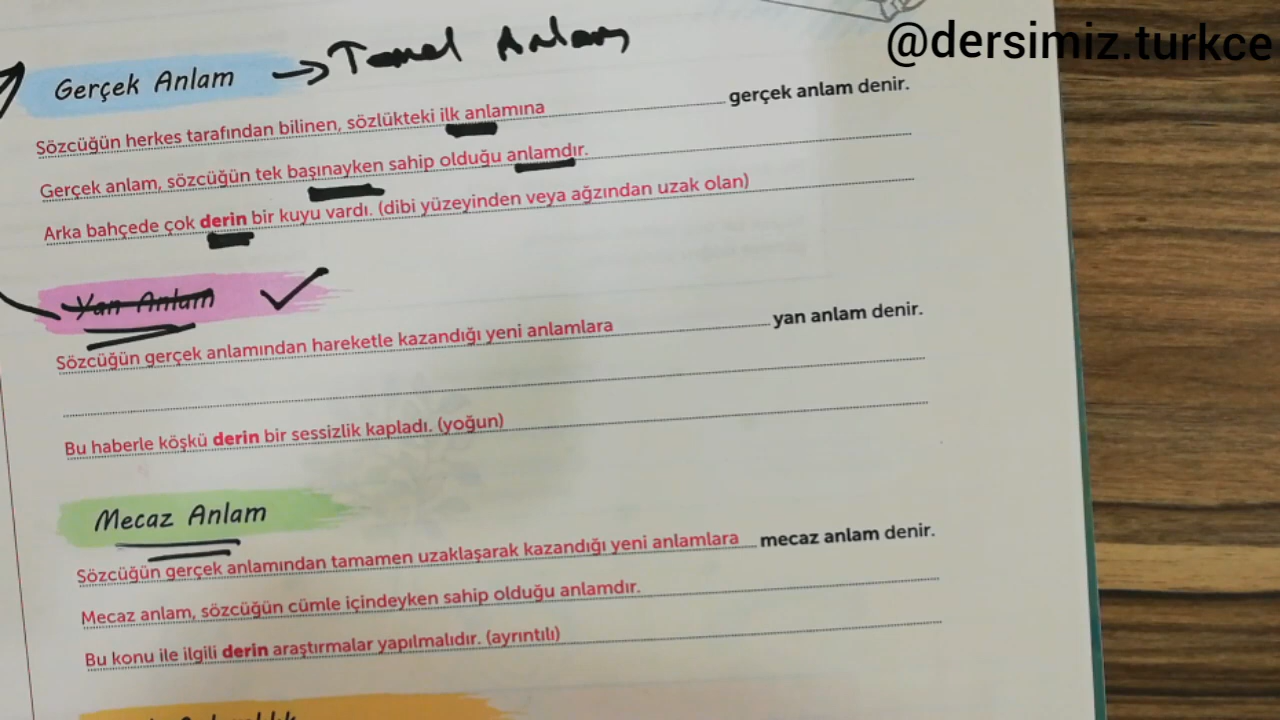 @dersimiz.turkce
Gerçek Anlam → Temel Anlam
Sözcüğün herkes tarafından bilinen, sözlükteki ilk anlamına gerçek anlam denir.
Gerçek anlam, sözcüğün tek başınayken sahip olduğu anlamdır.
Arka bahçede çok derin bir kuyu vardı. (dibi yüzeyinden veya ağzından uzak olan)
Yan Anlam
Sözcüğün gerçek anlamından hareketle kazandığı yeni anlamlara yan anlam denir.
Bu haberle köşkü derin bir sessizlik kapladı. (yoğun)
Mecaz Anlam
Sözcüğün gerçek anlamından tamamen uzaklaşarak kazandığı yeni anlamlara mecaz anlam denir.
Mecaz anlam, sözcüğün cümle içindeyken sahip olduğu anlamdır.
Bu konu ile ilgili derin araştırmalar yapılmalıdır. (ayrıntılı)